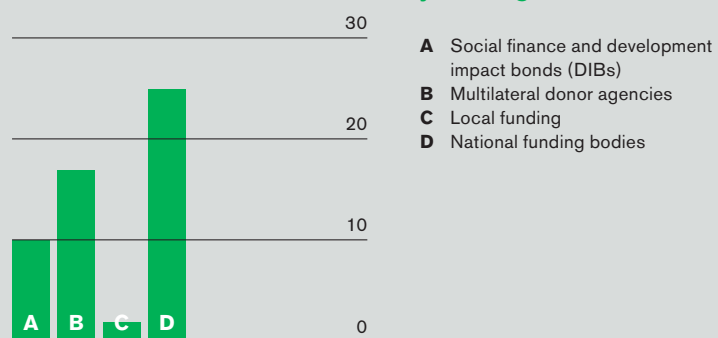 30
20
10
0
A B C D
A Social finance and development
impact bonds (DIBs)
B Multilateral donor agencies
C Local funding
D National funding bodies